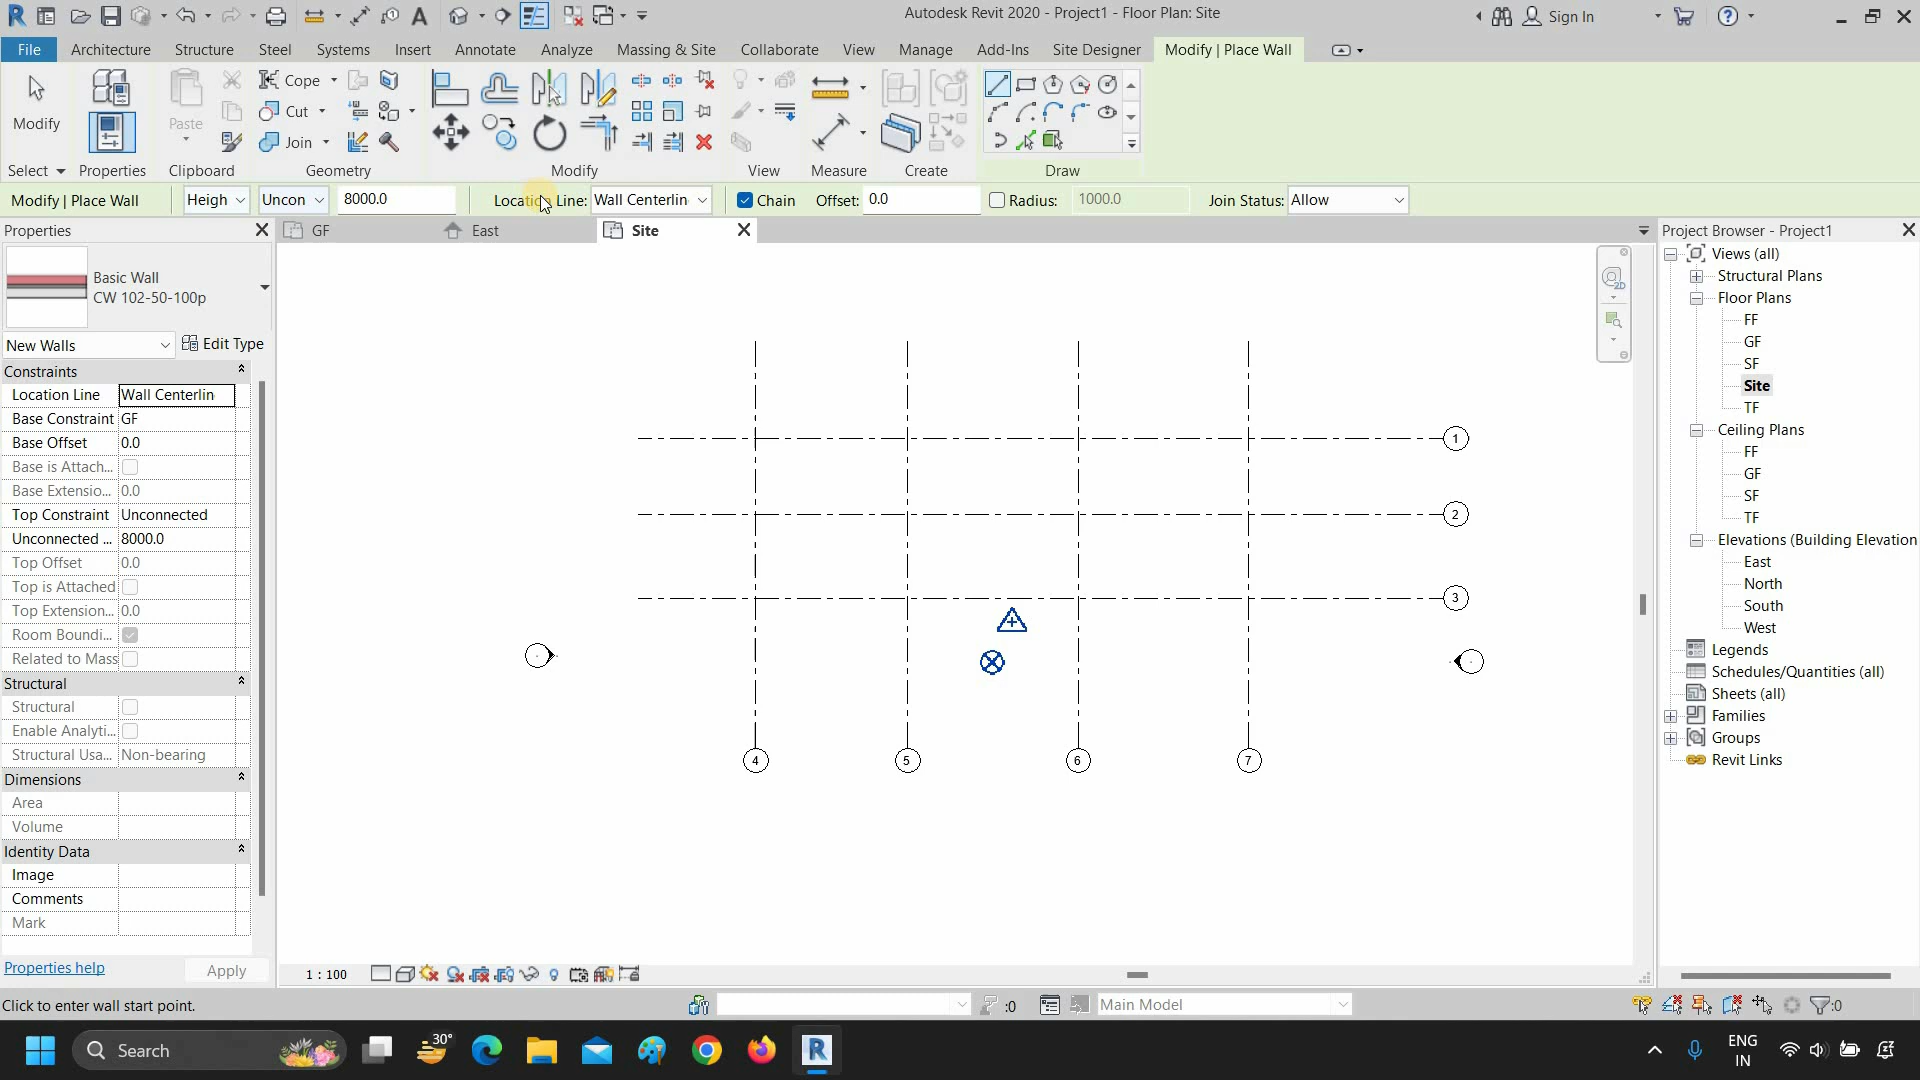 Autodesk Revit 2020 - Project1 - Floor Plan: Site
Sign In
File Architecture Structure Steel Systems Insert Annotate Analyze Massing & Site Collaborate View Manage Add-Ins Site Designer Modify | Place Wall
Modify Paste Cope Cut Join
Select Properties Clipboard Geometry Modify View Measure Create Draw
Modify | Place Wall Heigh Uncon 8000.0 Location Line: Wall Centerlin Chain Offset: 0.0 Radius: 1000.0 Join Status: Allow
Properties
GF East Site
Project Browser - Project1
Basic Wall
CW 102-50-100p
New Walls Edit Type
Constraints
Location Line Wall Centerlin
Base Constraint GF
Base Offset 0.0
Base is Attach...
Base Extensio... 0.0
Top Constraint Unconnected
Unconnected ... 8000.0
Top Offset 0.0
Top is Attached
Top Extension... 0.0
Room Boundi...
Related to Mass
Structural
Structural
Enable Analyti...
Structural Usa... Non-bearing
Dimensions
Area
Volume
Identity Data
Image
Comments
Mark
Properties help Apply
2D
1
2
3
4 5 6 7
Views (all)
Structural Plans
Floor Plans
FF
GF
SF
Site
TF
Ceiling Plans
FF
GF
SF
TF
Elevations (Building Elevation
East
North
South
West
Legends
Schedules/Quantities (all)
Sheets (all)
Families
Groups
Revit Links
1 : 100
Click to enter wall start point. :0 Main Model :0
Search 30° ENG
IN